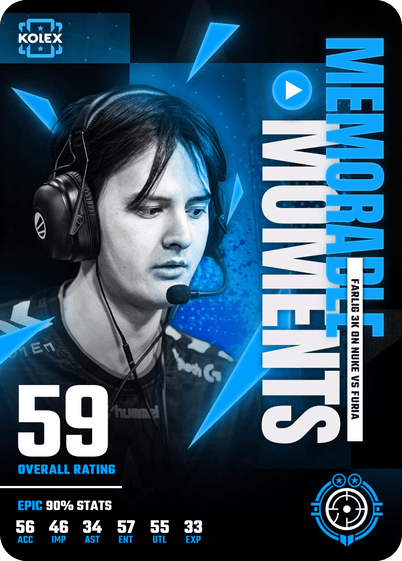 KOLEX
MEMORABLE
MOMENTS
FARLIG 3K ON NUKE VS FURIA
hummel
59
OVERALL RATING
EPIC 90% STATS
56 46 34 57 55 33
ACC IMP AST ENT UTL EXP